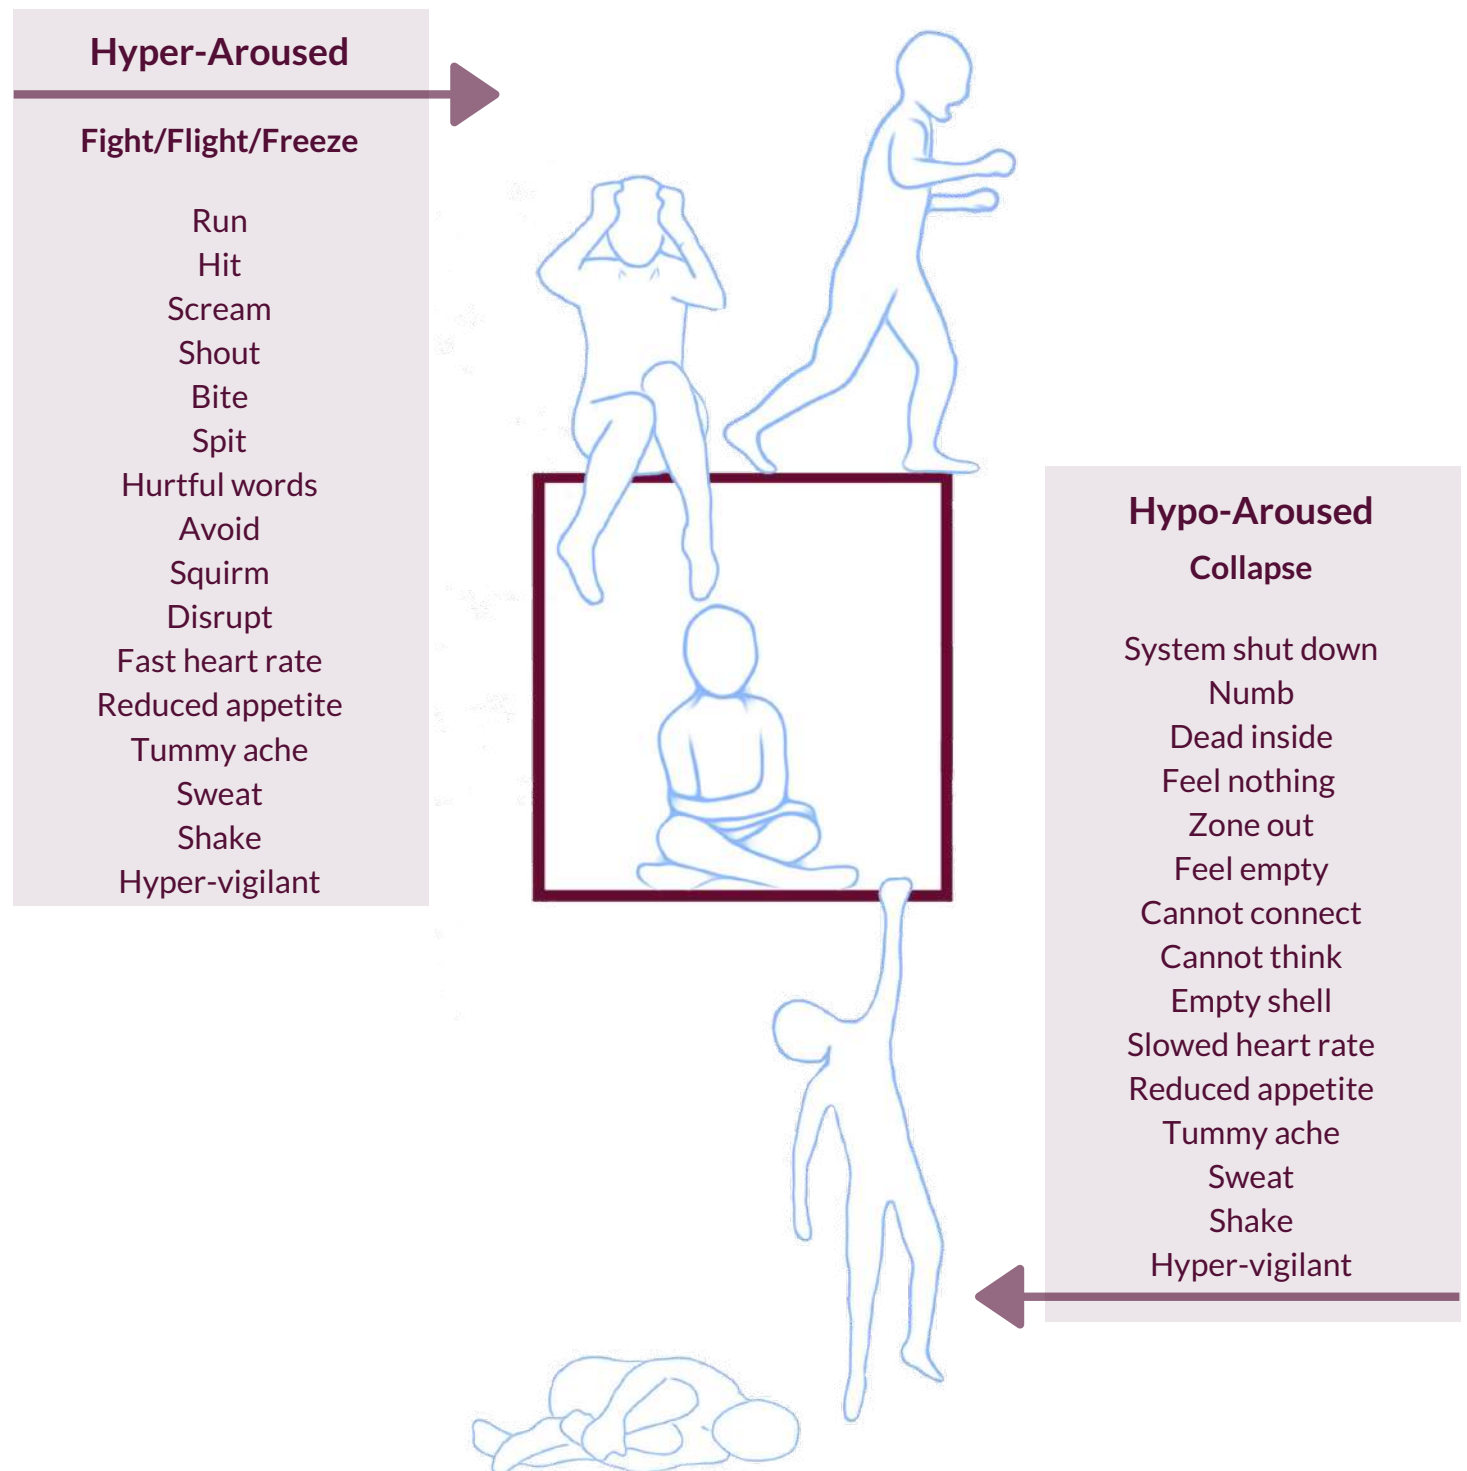 Hyper-Aroused
Fight/Flight/Freeze
Run
Hit
Scream
Shout
Bite
Spit
Hurtful words
Avoid
Squirm
Disrupt
Fast heart rate
Reduced appetite
Tummy ache
Sweat
Shake
Hyper-vigilant
Hypo-Aroused
Collapse
System shut down
Numb
Dead inside
Feel nothing
Zone out
Feel empty
Cannot connect
Cannot think
Empty shell
Slowed heart rate
Reduced appetite
Tummy ache
Sweat
Shake
Hyper-vigilant